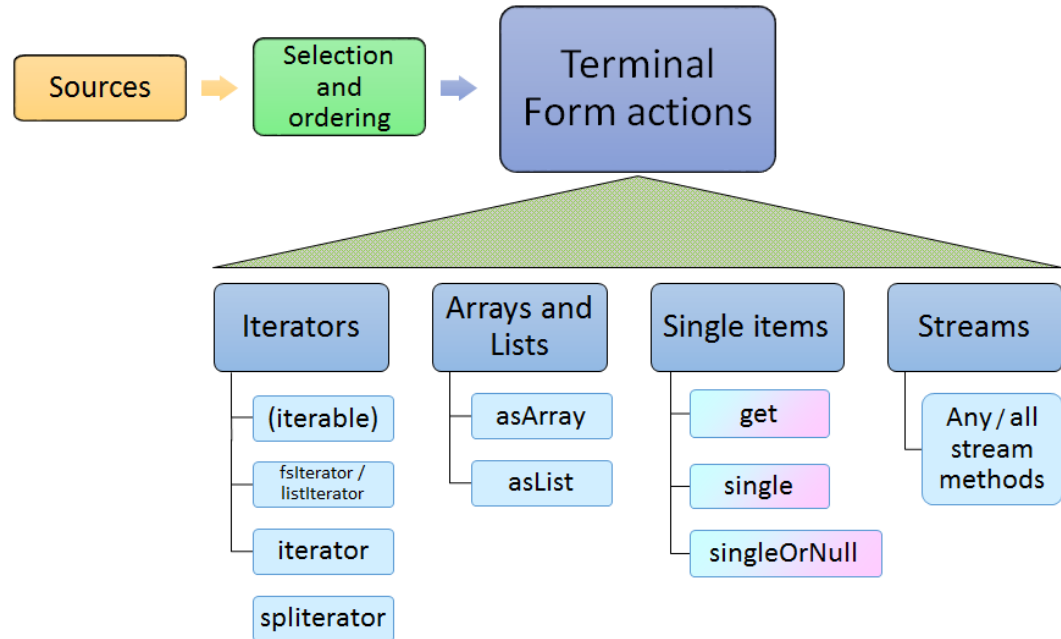 Sources
Selection
and
ordering
Terminal
Form actions
Iterators
(iterable)
fsIterator /
listIterator
iterator
spliterator
Arrays and
Lists
asArray
asList
Single items
get
single
singleOrNull
Streams
Any / all
stream
methods